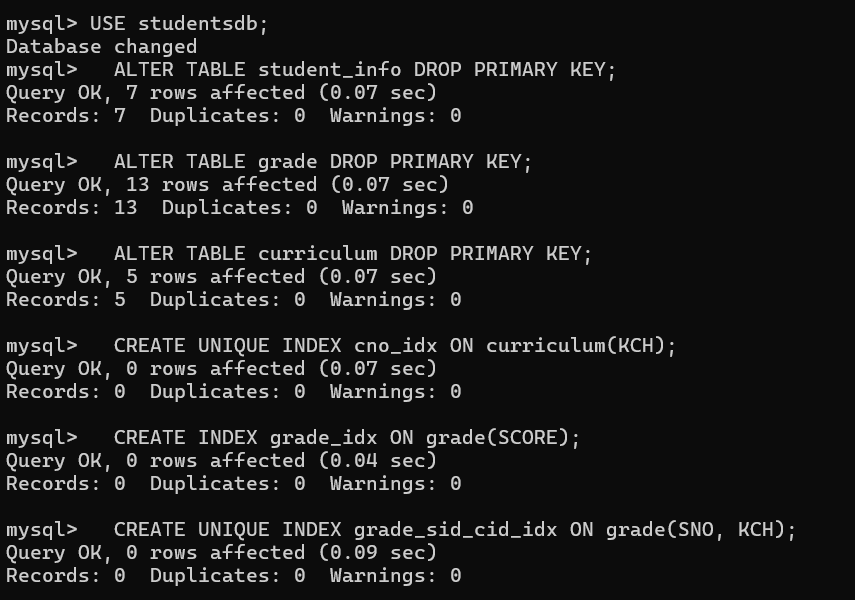 mysql> USE studentsdb;
Database changed
mysql>   ALTER TABLE student_info DROP PRIMARY KEY;
Query OK, 7 rows affected (0.07 sec)
Records: 7  Duplicates: 0  Warnings: 0

mysql>   ALTER TABLE grade DROP PRIMARY KEY;
Query OK, 13 rows affected (0.07 sec)
Records: 13  Duplicates: 0  Warnings: 0

mysql>   ALTER TABLE curriculum DROP PRIMARY KEY;
Query OK, 5 rows affected (0.07 sec)
Records: 5  Duplicates: 0  Warnings: 0

mysql>   CREATE UNIQUE INDEX cno_idx ON curriculum(KCH);
Query OK, 0 rows affected (0.07 sec)
Records: 0  Duplicates: 0  Warnings: 0

mysql>   CREATE INDEX grade_idx ON grade(SCORE);
Query OK, 0 rows affected (0.04 sec)
Records: 0  Duplicates: 0  Warnings: 0

mysql>   CREATE UNIQUE INDEX grade_sid_cid_idx ON grade(SNO, KCH);
Query OK, 0 rows affected (0.09 sec)
Records: 0  Duplicates: 0  Warnings: 0